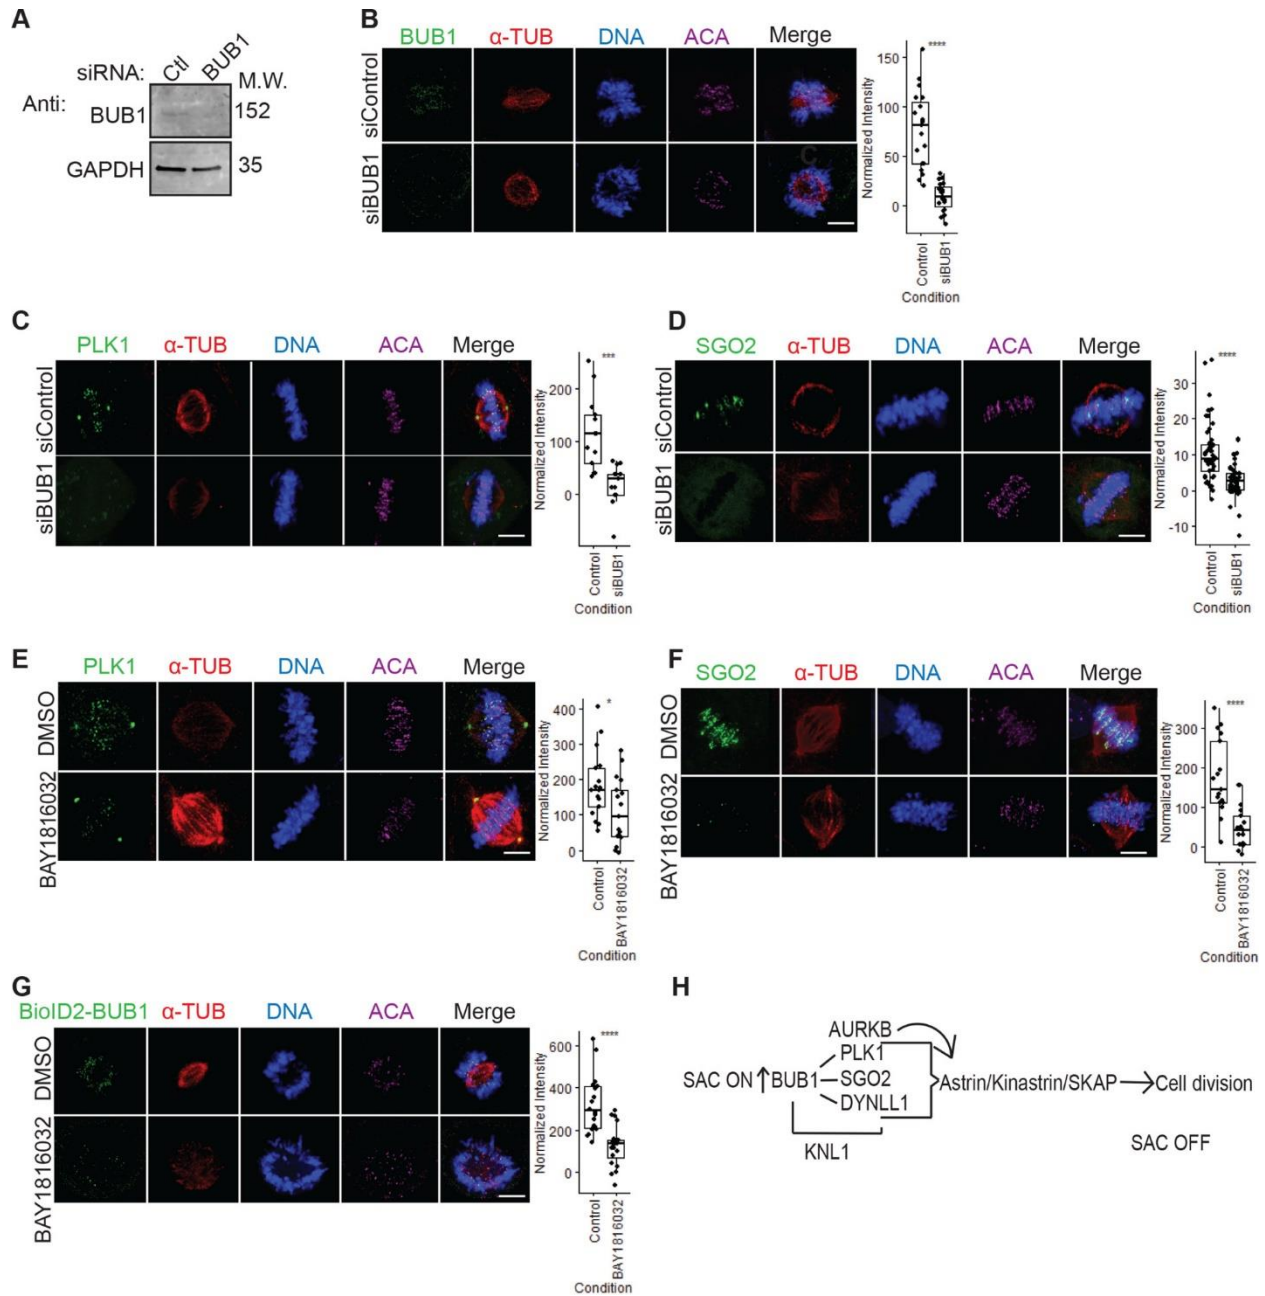 A
siRNA: Ctl BUB1
M.W.
Anti:
BUB1 152
GAPDH 35
B
BUB1 α-TUB DNA ACA Merge
siControl
siBUB1
C
Normalized Intensity
****
150
100
50
0
Control
siBUB1
Condition
C
PLK1 α-TUB DNA ACA Merge
siControl
siBUB1
Normalized Intensity
***
200
100
0
Control
siBUB1
Condition
D
SGO2 α-TUB DNA ACA Merge
siControl
siBUB1
Normalized Intensity
****
30
20
10
0
-10
Control
siBUB1
Condition
E
PLK1 α-TUB DNA ACA Merge
DMSO
BAY1816032
Normalized Intensity
*
400
300
200
100
0
Control
BAY1816032
Condition
F
SGO2 α-TUB DNA ACA Merge
DMSO
BAY1816032
Normalized Intensity
****
300
200
100
0
Control
BAY1816032
Condition
G
BioID2-BUB1 α-TUB DNA ACA Merge
DMSO
BAY1816032
Normalized Intensity
****
600
400
200
0
Control
BAY1816032
Condition
H
AURKB
PLK1
SAC ON ↑BUB1 SGO2 Astrin/Kinastrin/SKAP → Cell division
DYNLL1
KNL1
SAC OFF